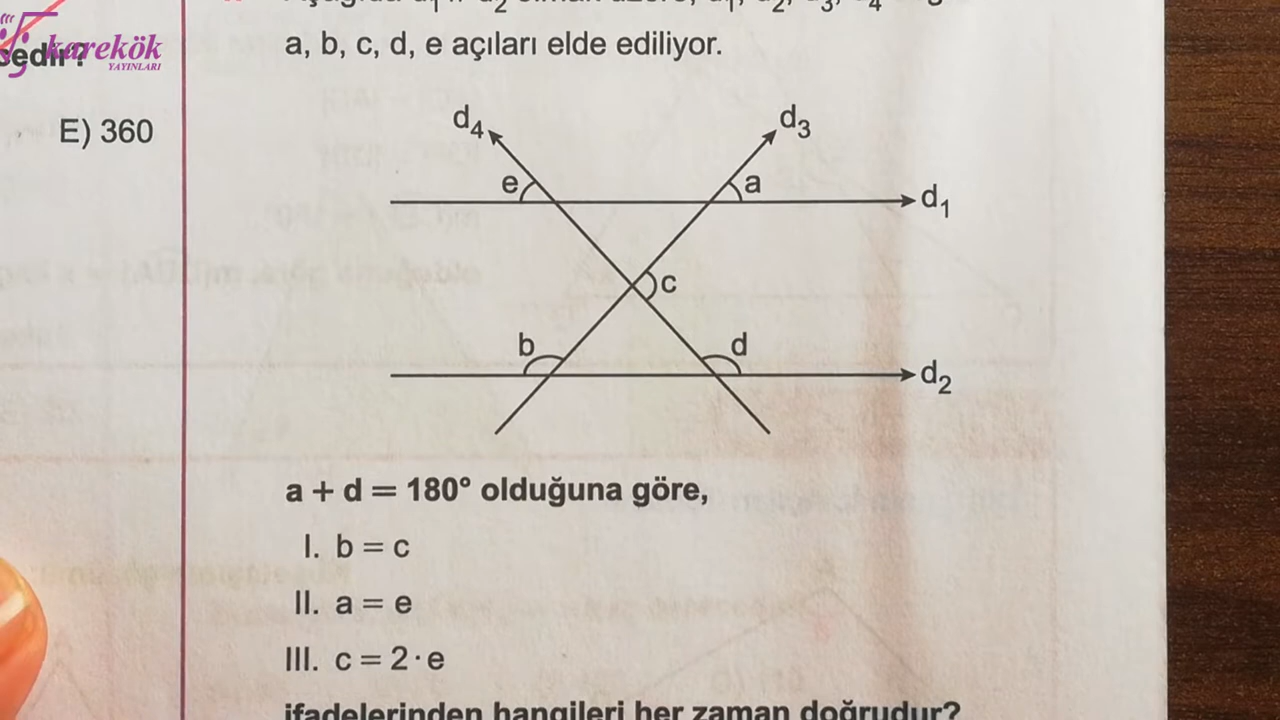 karekök
YAYINLARI
sedir?
E) 360
a, b, c, d, e açıları elde ediliyor.
d4
d3
e
a
d1
c
b
d
d2
a + d = 180° olduğuna göre,
I. b = c
II. a = e
III. c = 2 · e
ifadelerinden hangileri her zaman doğrudur?